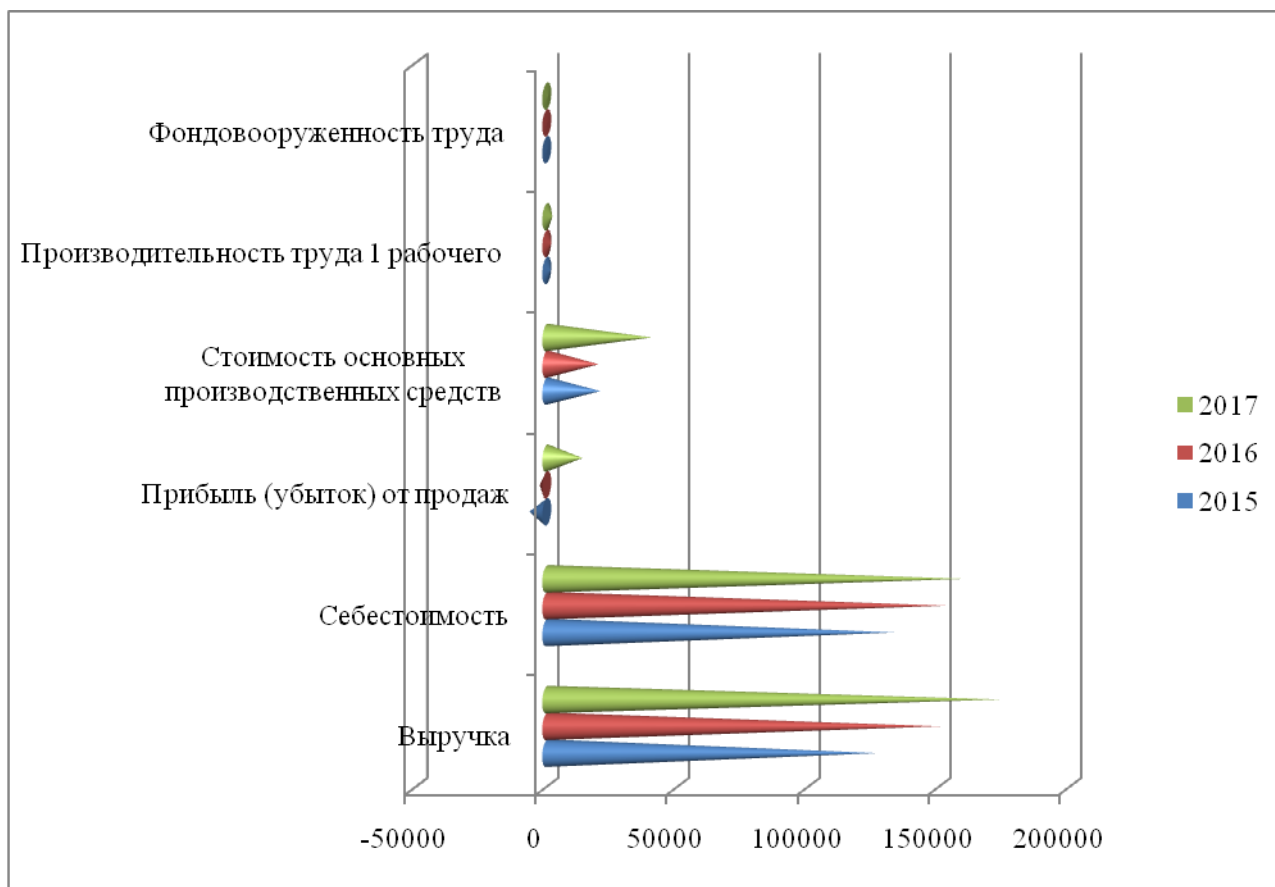 Фондовооруженность труда
Производительность труда 1 рабочего
Стоимость основных
производственных средств
Прибыль (убыток) от продаж
Себестоимость
Выручка
2017
2016
2015
-50000 0 50000 100000 150000 200000